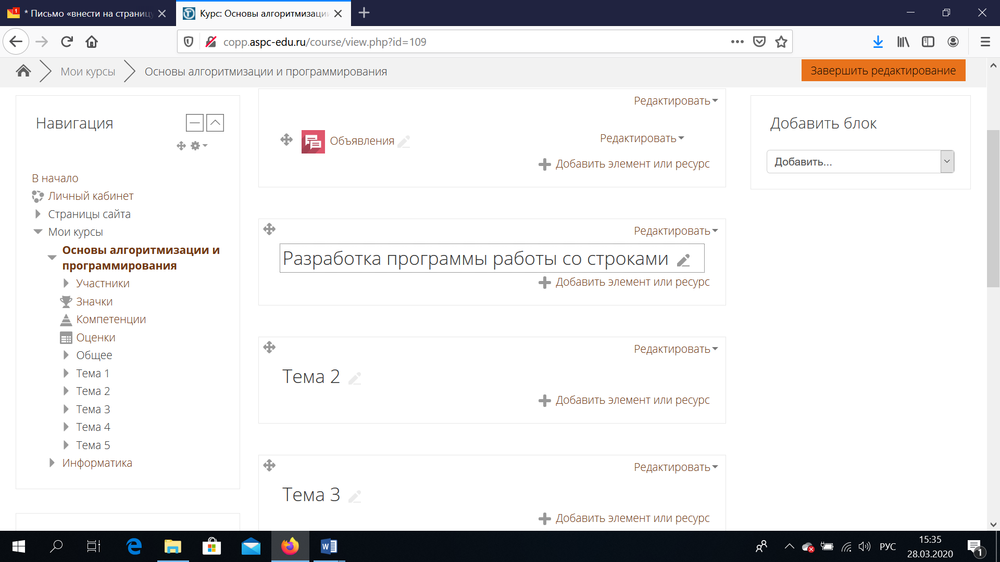 * Письмо «внести на страницу
Курс: Основы алгоритмизации
copp.aspc-edu.ru/course/view.php?id=109
Мои курсы
Основы алгоритмизации и программирования
Завершить редактирование
Навигация
В начало
Личный кабинет
Страницы сайта
Мои курсы
Основы алгоритмизации и
программирования
Участники
Значки
Компетенции
Оценки
Общее
Тема 1
Тема 2
Тема 3
Тема 4
Тема 5
Информатика
Редактировать
Объявления
Редактировать
Добавить элемент или ресурс
Редактировать
Разработка программы работы со строками
Добавить элемент или ресурс
Редактировать
Тема 2
Добавить элемент или ресурс
Редактировать
Тема 3
Добавить элемент или ресурс
Добавить блок
Добавить...
РУС
15:35
28.03.2020
1